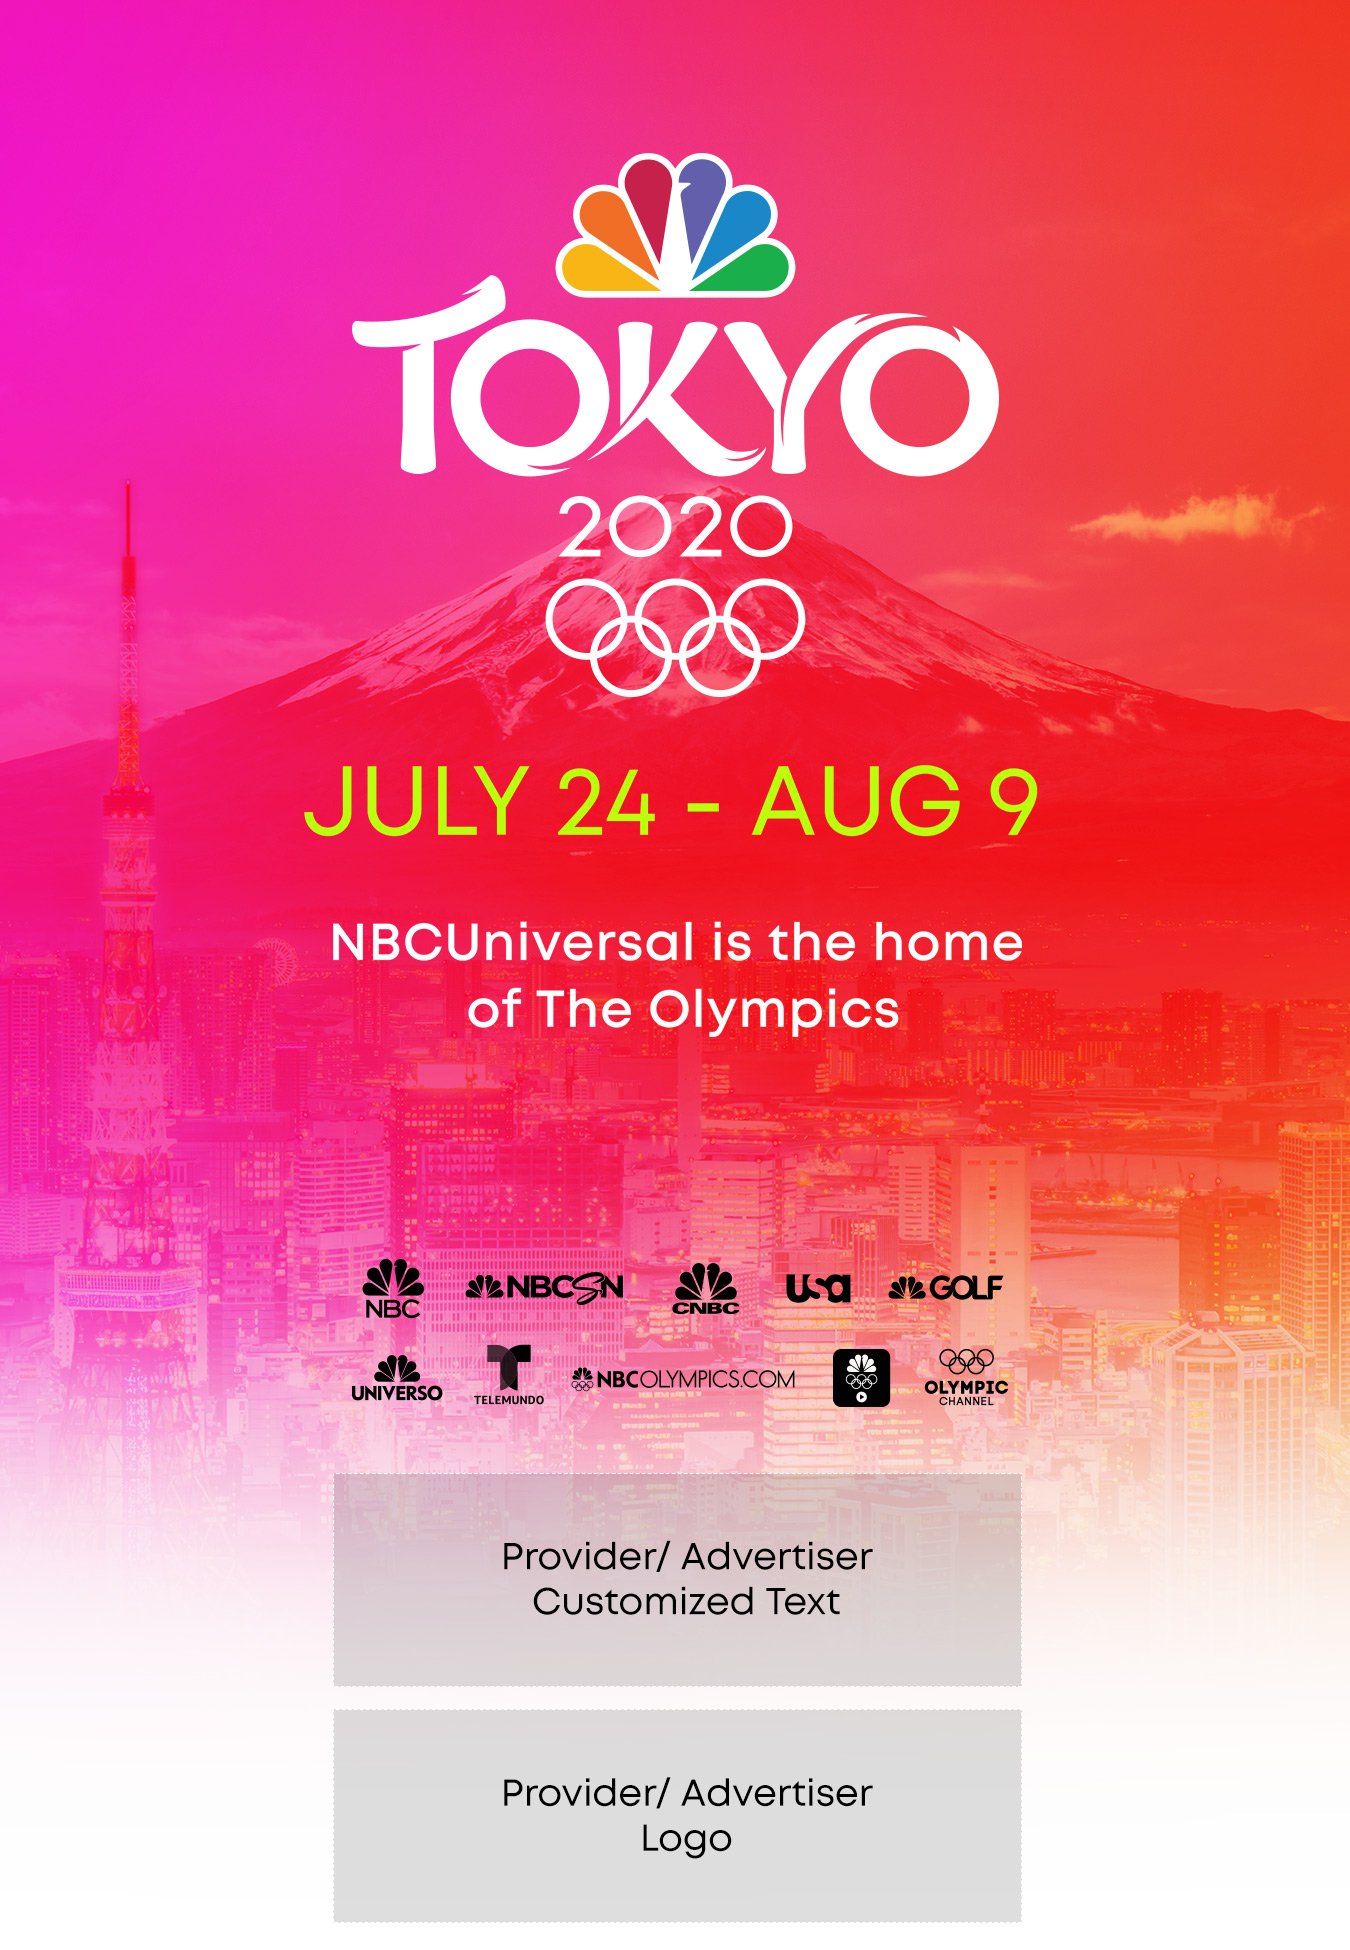 TOKYO
2020
JULY 24 - AUG 9
NBCUniversal is the home
of The Olympics
NBC NBCSN CNBC USA GOLF
UNIVERSO TELEMUNDO NBCOLYMPICS.COM OLYMPIC
CHANNEL
Provider/ Advertiser
Customized Text
Provider/ Advertiser
Logo